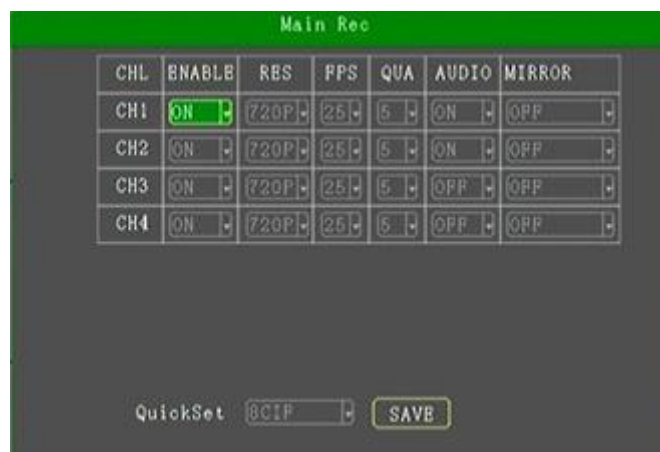 Main Rec
CHL ENABLE RES FPS QUA AUDIO MIRROR
CH1 ON 720P 25 5 ON OFF
CH2 ON 720P 25 5 ON OFF
CH3 ON 720P 25 5 OFF OFF
CH4 ON 720P 25 5 OFF OFF
QuickSet 8CIF SAVE